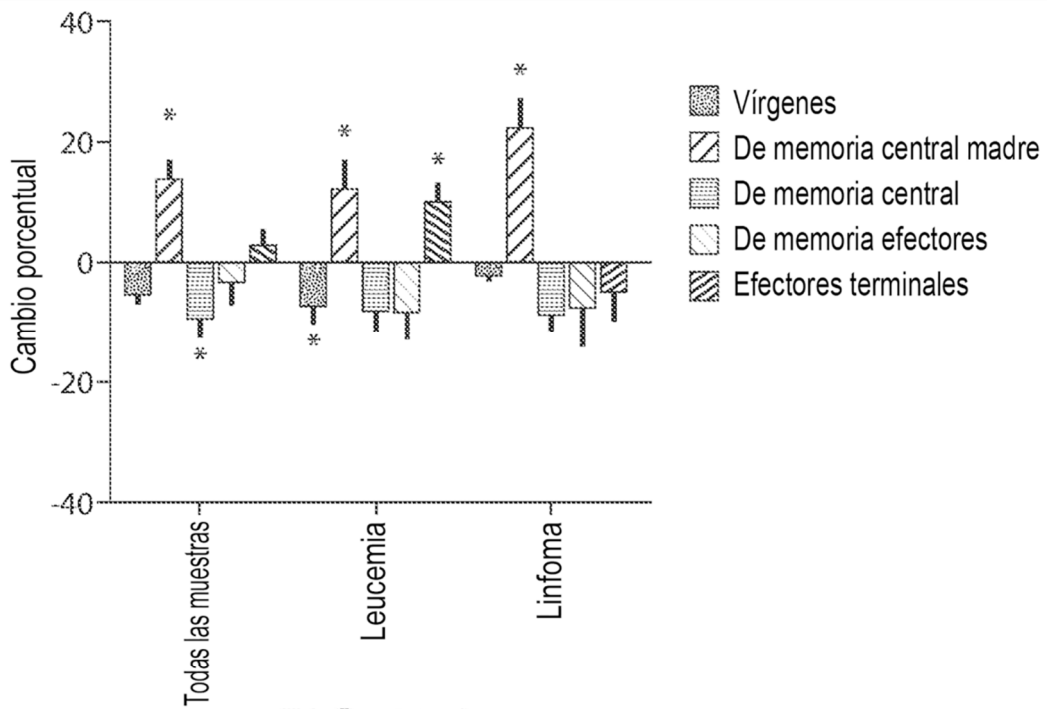 Cambio porcentual
40
20
0
-20
-40
*
*
*
*
*
*
Todas las muestras
Leucemia
Linfoma
Vírgenes
De memoria central madre
De memoria central
De memoria efectores
Efectores terminales